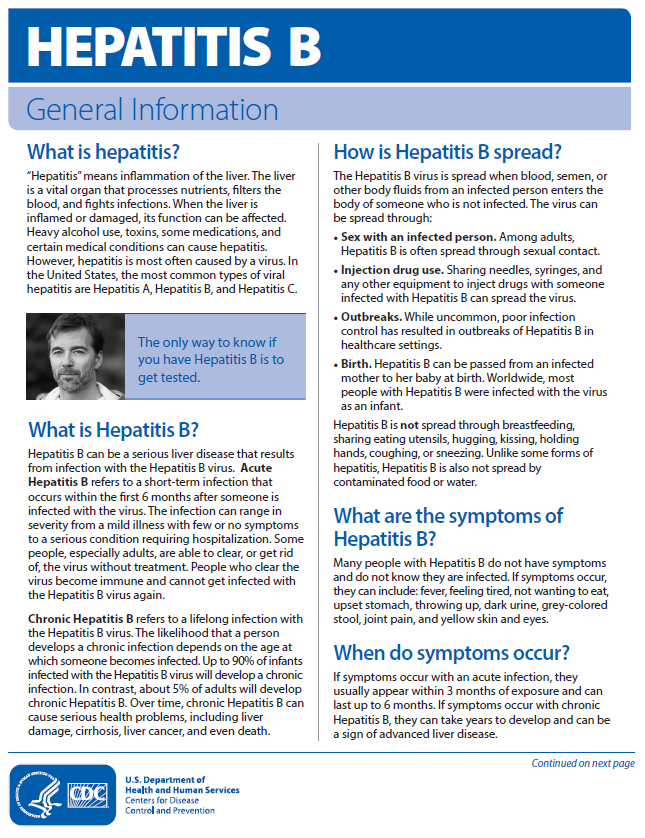 HEPATITIS B
General Information
What is hepatitis?
“Hepatitis” means inflammation of the liver. The liver
is a vital organ that processes nutrients, filters the
blood, and fights infections. When the liver is
inflamed or damaged, its function can be affected.
Heavy alcohol use, toxins, some medications, and
certain medical conditions can cause hepatitis.
However, hepatitis is most often caused by a virus. In
the United States, the most common types of viral
hepatitis are Hepatitis A, Hepatitis B, and Hepatitis C.
The only way to know if
you have Hepatitis B is to
get tested.
What is Hepatitis B?
Hepatitis B can be a serious liver disease that results
from infection with the Hepatitis B virus. Acute
Hepatitis B refers to a short-term infection that
occurs within the first 6 months after someone is
infected with the virus. The infection can range in
severity from a mild illness with few or no symptoms
to a serious condition requiring hospitalization. Some
people, especially adults, are able to clear, or get rid
of, the virus without treatment. People who clear the
virus become immune and cannot get infected with
the Hepatitis B virus again.
Chronic Hepatitis B refers to a lifelong infection with
the Hepatitis B virus. The likelihood that a person
develops a chronic infection depends on the age at
which someone becomes infected. Up to 90% of infants
infected with the Hepatitis B virus will develop a chronic
infection. In contrast, about 5% of adults will develop
chronic Hepatitis B. Over time, chronic Hepatitis B can
cause serious health problems, including liver
damage, cirrhosis, liver cancer, and even death.
How is Hepatitis B spread?
The Hepatitis B virus is spread when blood, semen, or
other body fluids from an infected person enters the
body of someone who is not infected. The virus can
be spread through:
• Sex with an infected person. Among adults,
Hepatitis B is often spread through sexual contact.
• Injection drug use. Sharing needles, syringes, and
any other equipment to inject drugs with someone
infected with Hepatitis B can spread the virus.
• Outbreaks. While uncommon, poor infection
control has resulted in outbreaks of Hepatitis B in
healthcare settings.
• Birth. Hepatitis B can be passed from an infected
mother to her baby at birth. Worldwide, most
people with Hepatitis B were infected with the virus
as an infant.
Hepatitis B is not spread through breastfeeding,
sharing eating utensils, hugging, kissing, holding
hands, coughing, or sneezing. Unlike some forms of
hepatitis, Hepatitis B is also not spread by
contaminated food or water.
What are the symptoms of
Hepatitis B?
Many people with Hepatitis B do not have symptoms
and do not know they are infected. If symptoms occur,
they can include: fever, feeling tired, not wanting to eat,
upset stomach, throwing up, dark urine, grey-colored
stool, joint pain, and yellow skin and eyes.
When do symptoms occur?
If symptoms occur with an acute infection, they
usually appear within 3 months of exposure and can
last up to 6 months. If symptoms occur with chronic
Hepatitis B, they can take years to develop and can be
a sign of advanced liver disease.
Continued on next page
CDC
U.S. Department of
Health and Human Services
Centers for Disease
Control and Prevention